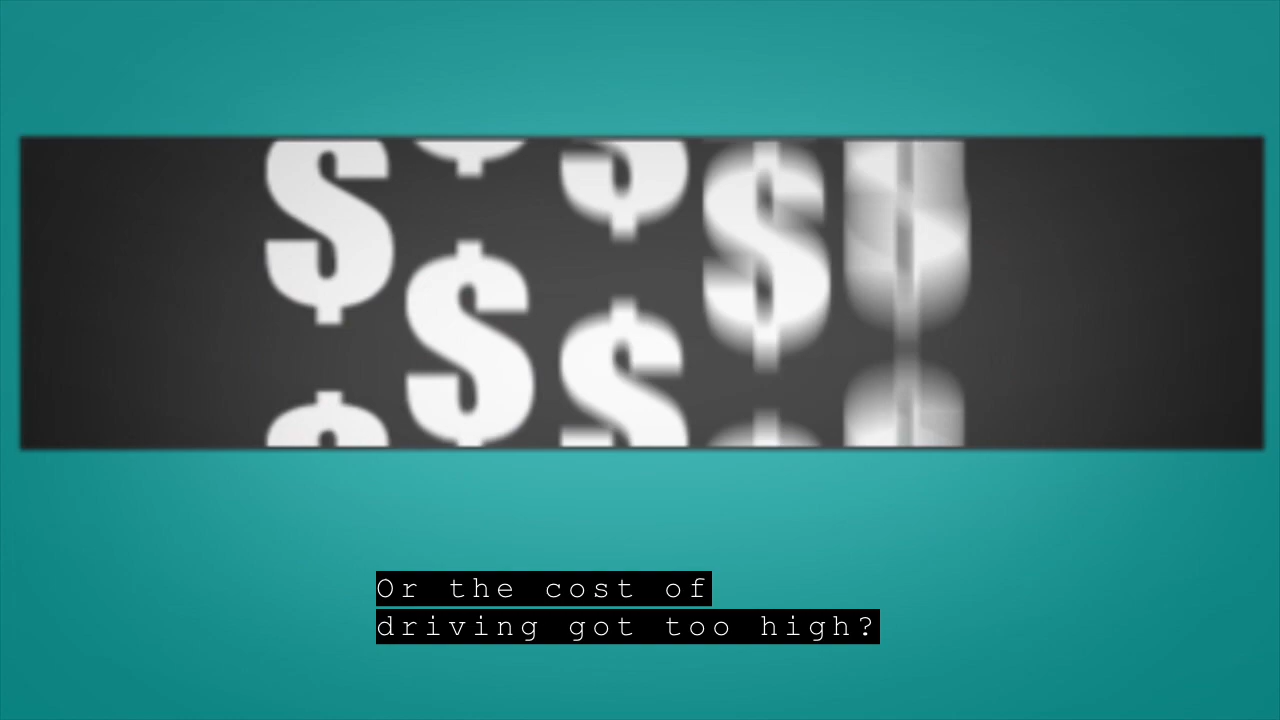 $ $ $ $ $
Or the cost of
driving got too high?